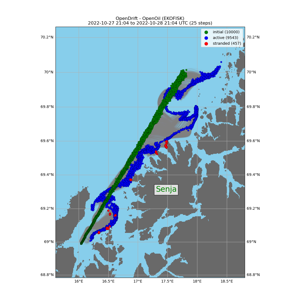 OpenDrift - OpenOil (EKOFISK)
2022-10-27 21:04 to 2022-10-28 21:04 UTC (25 steps)
initial (10000)
active (9543)
stranded (457)
70.2°N
70.2°N
70°N
70°N
69.8°N
69.8°N
69.6°N
69.6°N
69.4°N
69.4°N
Senja
69.2°N
69.2°N
69°N
69°N
68.8°N
68.8°N
16°E
16.5°E
17°E
17.5°E
18°E
18.5°E